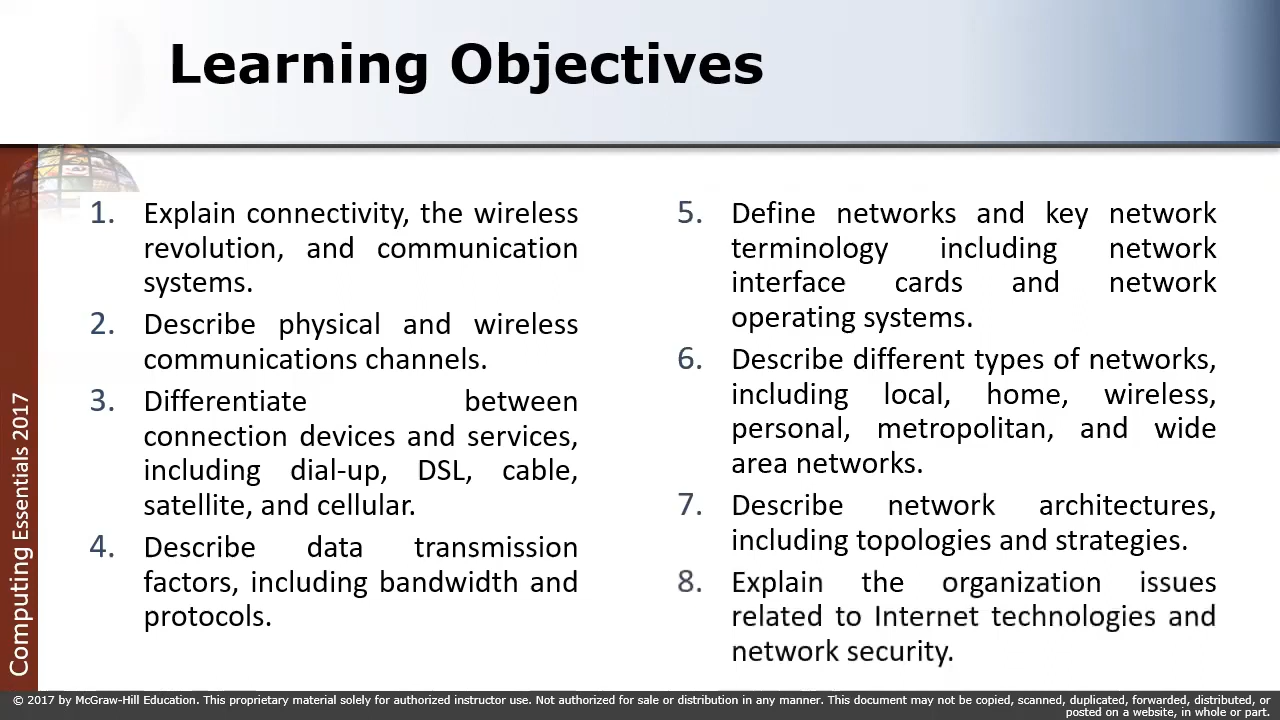 Learning Objectives
1. Explain connectivity, the wireless
revolution, and communication
systems.
2. Describe physical and wireless
communications channels.
3. Differentiate between
connection devices and services,
including dial-up, DSL, cable,
satellite, and cellular.
4. Describe data transmission
factors, including bandwidth and
protocols.
5. Define networks and key network
terminology including network
interface cards and network
operating systems.
6. Describe different types of networks,
including local, home, wireless,
personal, metropolitan, and wide
area networks.
7. Describe network architectures,
including topologies and strategies.
8. Explain the organization issues
related to Internet technologies and
network security.
Computing Essentials 2017
© 2017 by McGraw-Hill Education. This proprietary material solely for authorized instructor use. Not authorized for sale or distribution in any manner. This document may not be copied, scanned, duplicated, forwarded, distributed, or
posted on a website, in whole or part.